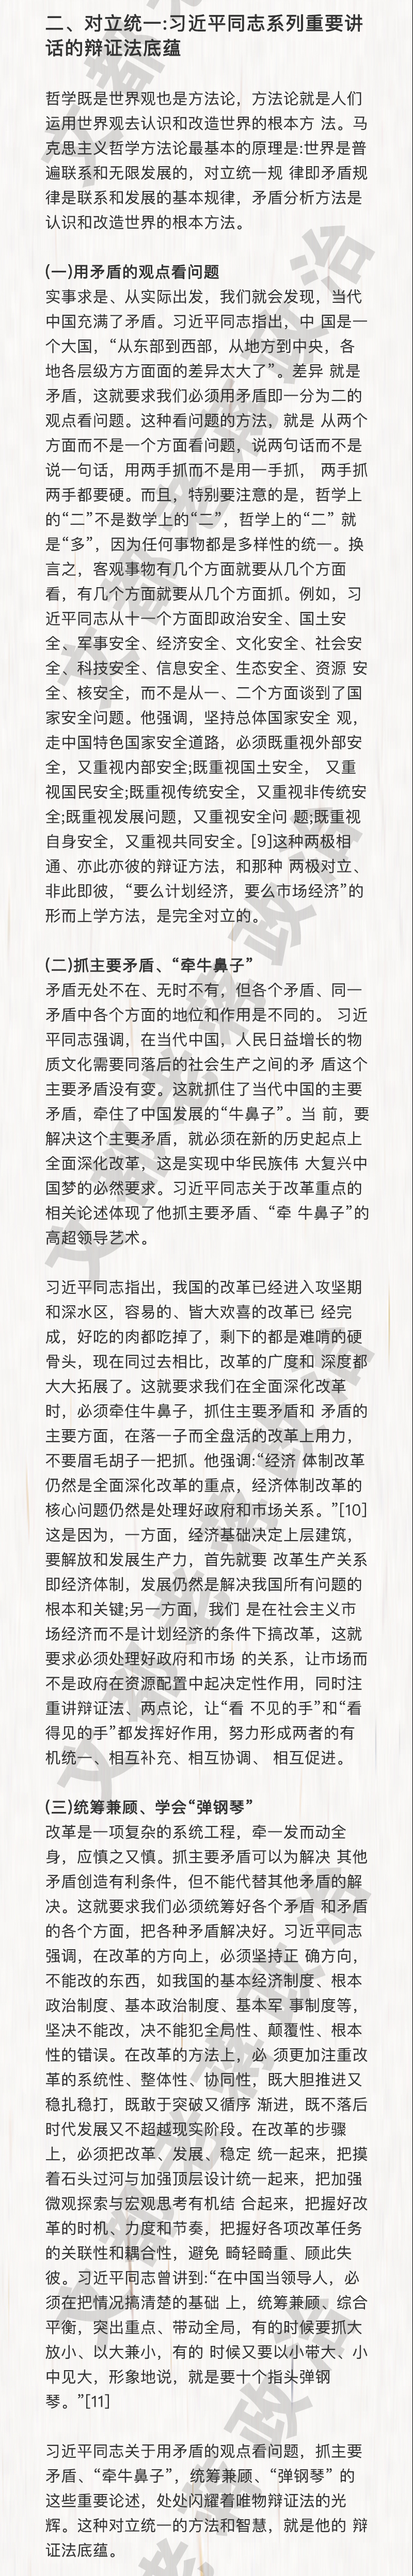 二、对立统一:习近平同志系列重要讲
话的辩证法底蕴
哲学既是世界观也是方法论，方法论就是人们
运用世界观去认识和改造世界的根本方 法。马
克思主义哲学方法论最基本的原理是:世界是普
遍联系和无限发展的，对立统一规 律即矛盾规
律是联系和发展的基本规律，矛盾分析方法是
认识和改造世界的根本方法。
(一)用矛盾的观点看问题
实事求是、从实际出发，我们就会发现，当代
中国充满了矛盾。习近平同志指出，中 国是一
个大国，“从东部到西部，从地方到中央，各
地各层级方方面面的差异太大了”。差异 就是
矛盾，这就要求我们必须用矛盾即一分为二的
观点看问题。这种看问题的方法，就是 从两个
方面而不是一个方面看问题，说两句话而不是
说一句话，用两手抓而不是用一手抓， 两手抓
两手都要硬。而且，特别要注意的是，哲学上
的“二”不是数学上的“二”，哲学上的“二” 就
是“多”，因为任何事物都是多样性的统一。换
言之，客观事物有几个方面就要从几个方面
看，有几个方面就要从几个方面抓。例如，习
近平同志从十一个方面即政治安全、国土安
全、军事安全、经济安全、文化安全、社会安
全、科技安全、信息安全、生态安全、资源 安
全、核安全，而不是从一、二个方面谈到了国
家安全问题。他强调，坚持总体国家安全 观，
走中国特色国家安全道路，必须既重视外部安
全，又重视内部安全;既重视国土安全， 又重
视国民安全;既重视传统安全，又重视非传统安
全;既重视发展问题，又重视安全问 题;既重视
自身安全，又重视共同安全。[9]这种两极相
通、亦此亦彼的辩证方法，和那种 两极对立、
非此即彼，“要么计划经济，要么市场经济”的
形而上学方法，是完全对立的。
(二)抓主要矛盾、“牵牛鼻子”
矛盾无处不在、无时不有，但各个矛盾、同一
矛盾中各个方面的地位和作用是不同的。 习近
平同志强调，在当代中国，人民日益增长的物
质文化需要同落后的社会生产之间的矛 盾这个
主要矛盾没有变。这就抓住了当代中国的主要
矛盾，牵住了中国发展的“牛鼻子”。当 前，要
解决这个主要矛盾，就必须在新的历史起点上
全面深化改革，这是实现中华民族伟 大复兴中
国梦的必然要求。习近平同志关于改革重点的
相关论述体现了他抓主要矛盾、“牵 牛鼻子”的
高超领导艺术。
习近平同志指出，我国的改革已经进入攻坚期
和深水区，容易的、皆大欢喜的改革已 经完
成，好吃的肉都吃掉了，剩下的都是难啃的硬
骨头，现在同过去相比，改革的广度和 深度都
大大拓展了。这就要求我们在全面深化改革
时，必须牵住牛鼻子，抓住主要矛盾和 矛盾的
主要方面，在落一子而全盘活的改革上用力，
不要眉毛胡子一把抓。他强调:“经济 体制改革
仍然是全面深化改革的重点，经济体制改革的
核心问题仍然是处理好政府和市场关系。”[10]
这是因为，一方面，经济基础决定上层建筑，
要解放和发展生产力，首先就要 改革生产关系
即经济体制，发展仍然是解决我国所有问题的
根本和关键;另一方面，我们 是在社会主义市
场经济而不是计划经济的条件下搞改革，这就
要求必须处理好政府和市场 的关系，让市场而
不是政府在资源配置中起决定性作用，同时注
重讲辩证法、两点论，让“看 不见的手”和“看
得见的手”都发挥好作用，努力形成两者的有
机统一、相互补充、相互协调、 相互促进。
(三)统筹兼顾、学会“弹钢琴”
改革是一项复杂的系统工程，牵一发而动全
身，应慎之又慎。抓主要矛盾可以为解决 其他
矛盾创造有利条件，但不能代替其他矛盾的解
决。这就要求我们必须统筹好各个矛盾 和矛盾
的各个方面，把各种矛盾解决好。习近平同志
强调，在改革的方向上，必须坚持正 确方向，
不能改的东西，如我国的基本经济制度、根本
政治制度、基本政治制度、基本军 事制度等，
坚决不能改，决不能犯全局性、颠覆性、根本
性的错误。在改革的方法上，必 须更加注重改
革的系统性、整体性、协同性，既大胆推进又
稳扎稳打，既敢于突破又循序 渐进，既不落后
时代发展又不超越现实阶段。在改革的步骤
上，必须把改革、发展、稳定 统一起来，把摸
着石头过河与加强顶层设计统一起来，把加强
微观探索与宏观思考有机结 合起来，把握好改
革的时机、力度和节奏，把握好各项改革任务
的关联性和耦合性，避免 畸轻畸重、顾此失
彼。习近平同志曾讲到:“在中国当领导人，必
须在把情况搞清楚的基础 上，统筹兼顾、综合
平衡，突出重点、带动全局，有的时候要抓大
放小、以大兼小，有的 时候又要以小带大、小
中见大，形象地说，就是要十个指头弹钢
琴。”[11]
习近平同志关于用矛盾的观点看问题，抓主要
矛盾、“牵牛鼻子”，统筹兼顾、“弹钢琴” 的
这些重要论述，处处闪耀着唯物辩证法的光
辉。这种对立统一的方法和智慧，就是他的 辩
证法底蕴。